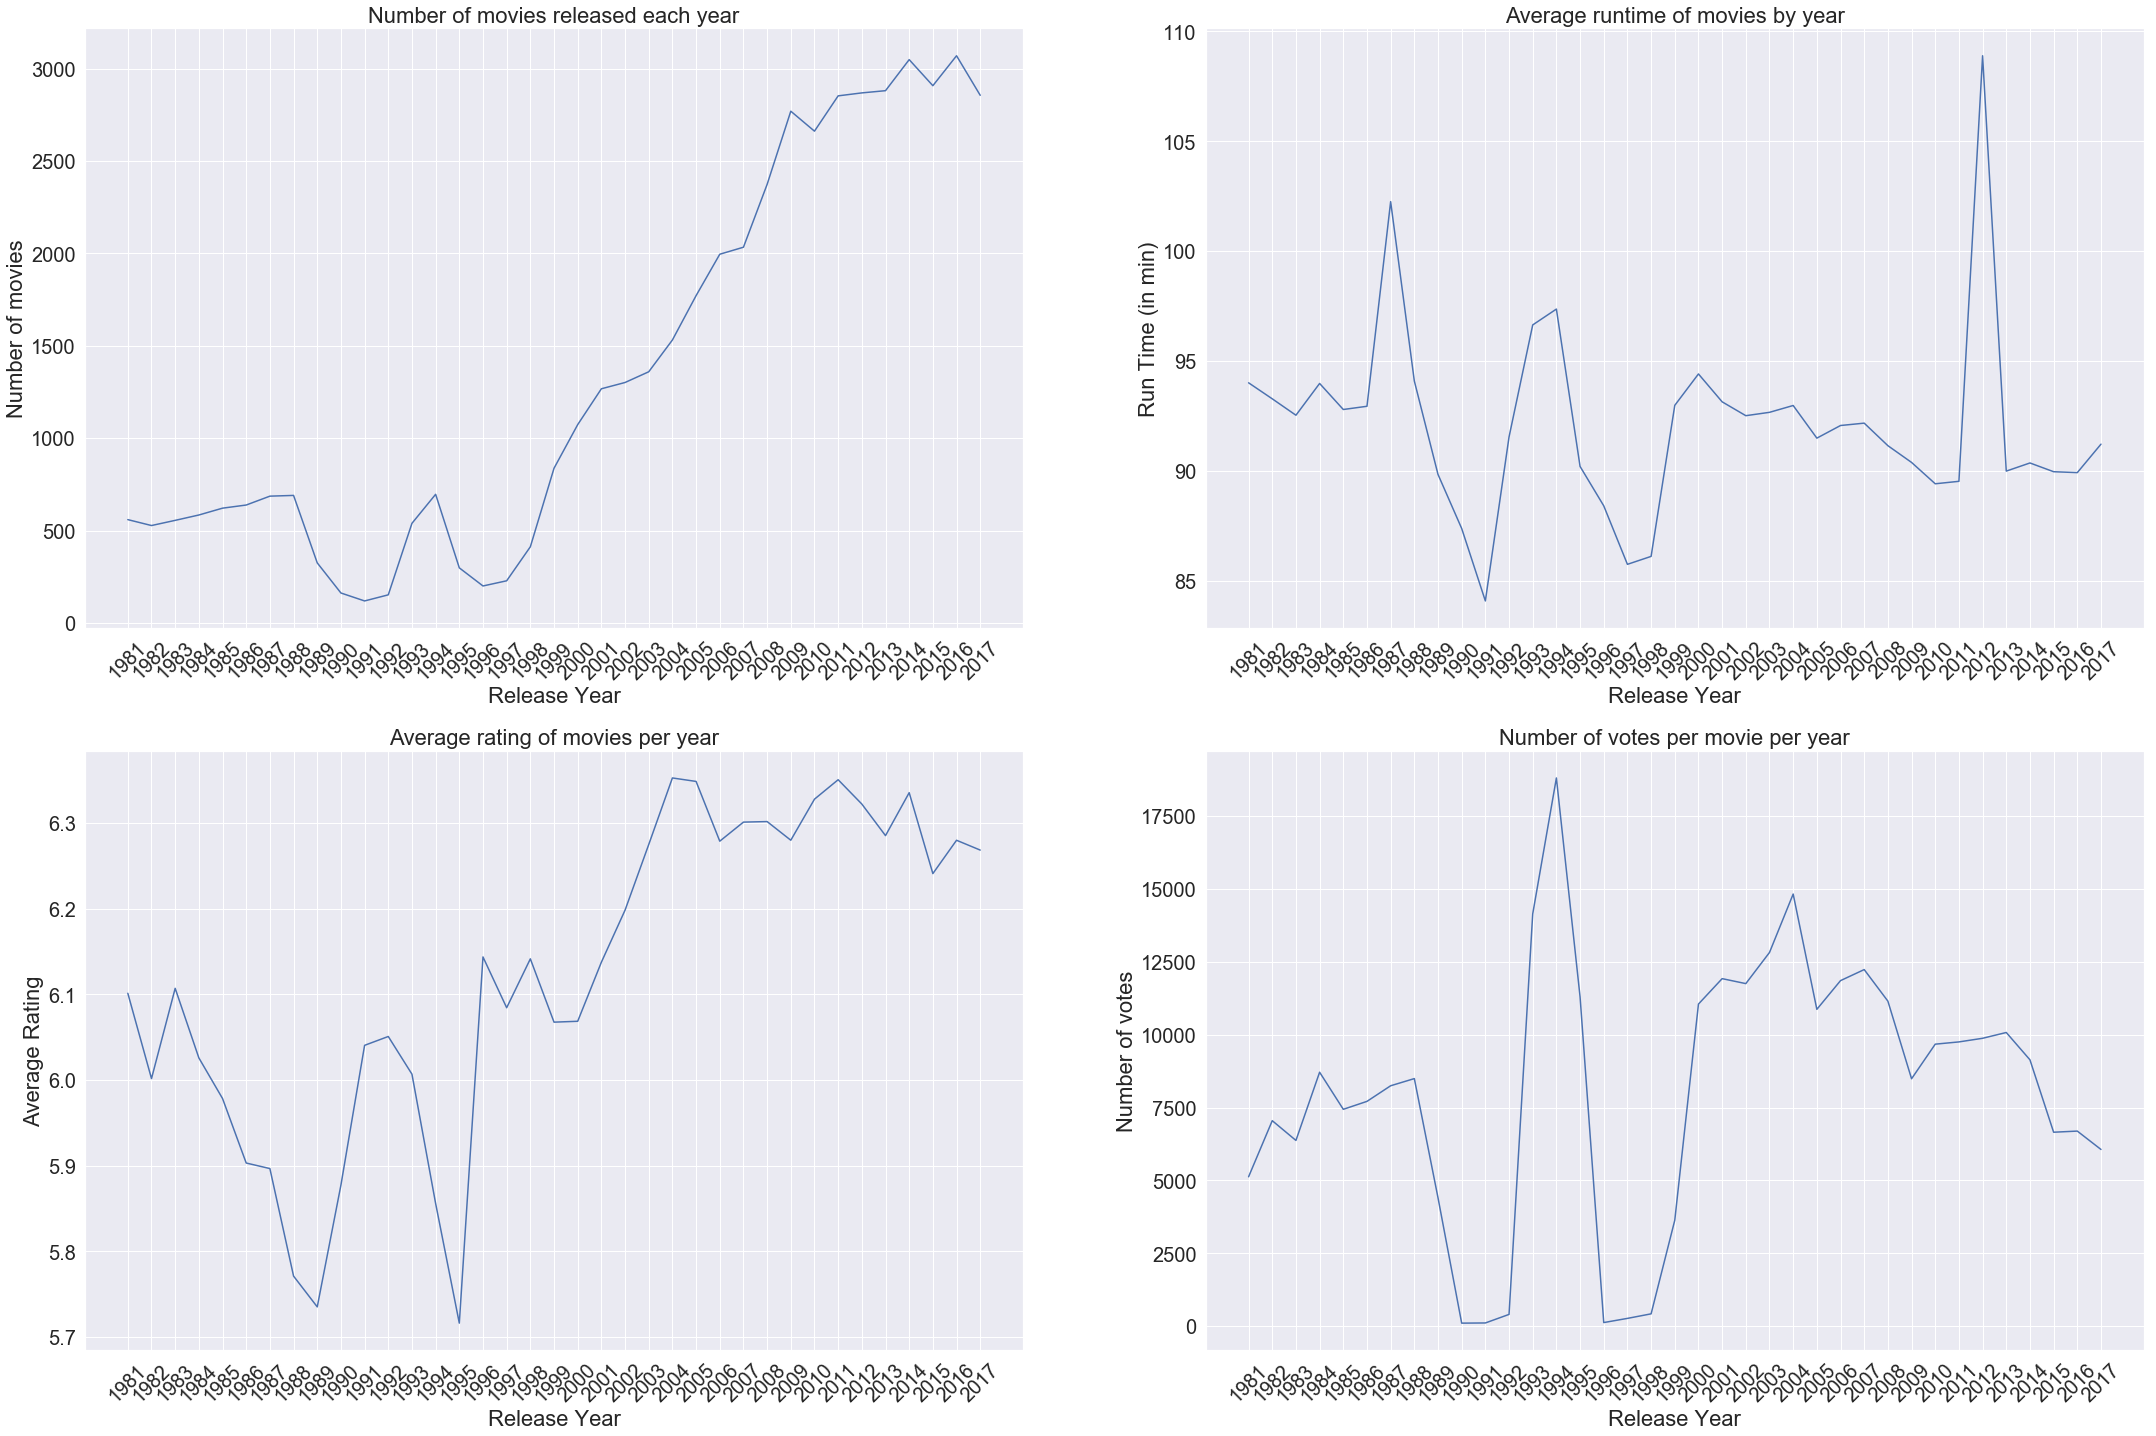 Number of movies released each year
Number of movies
3000
2500
2000
1500
1000
500
0
1981 1982 1983 1984 1985 1986 1987 1988 1989 1990 1991 1992 1993 1994 1995 1996 1997 1998 1999 2000 2001 2002 2003 2004 2005 2006 2007 2008 2009 2010 2011 2012 2013 2014 2015 2016 2017
Release Year
Average runtime of movies by year
Run Time (in min)
110
105
100
95
90
85
1981 1982 1983 1984 1985 1986 1987 1988 1989 1990 1991 1992 1993 1994 1995 1996 1997 1998 1999 2000 2001 2002 2003 2004 2005 2006 2007 2008 2009 2010 2011 2012 2013 2014 2015 2016 2017
Release Year
Average rating of movies per year
Average Rating
6.3
6.2
6.1
6.0
5.9
5.8
5.7
1981 1982 1983 1984 1985 1986 1987 1988 1989 1990 1991 1992 1993 1994 1995 1996 1997 1998 1999 2000 2001 2002 2003 2004 2005 2006 2007 2008 2009 2010 2011 2012 2013 2014 2015 2016 2017
Release Year
Number of votes per movie per year
Number of votes
17500
15000
12500
10000
7500
5000
2500
0
1981 1982 1983 1984 1985 1986 1987 1988 1989 1990 1991 1992 1993 1994 1995 1996 1997 1998 1999 2000 2001 2002 2003 2004 2005 2006 2007 2008 2009 2010 2011 2012 2013 2014 2015 2016 2017
Release Year